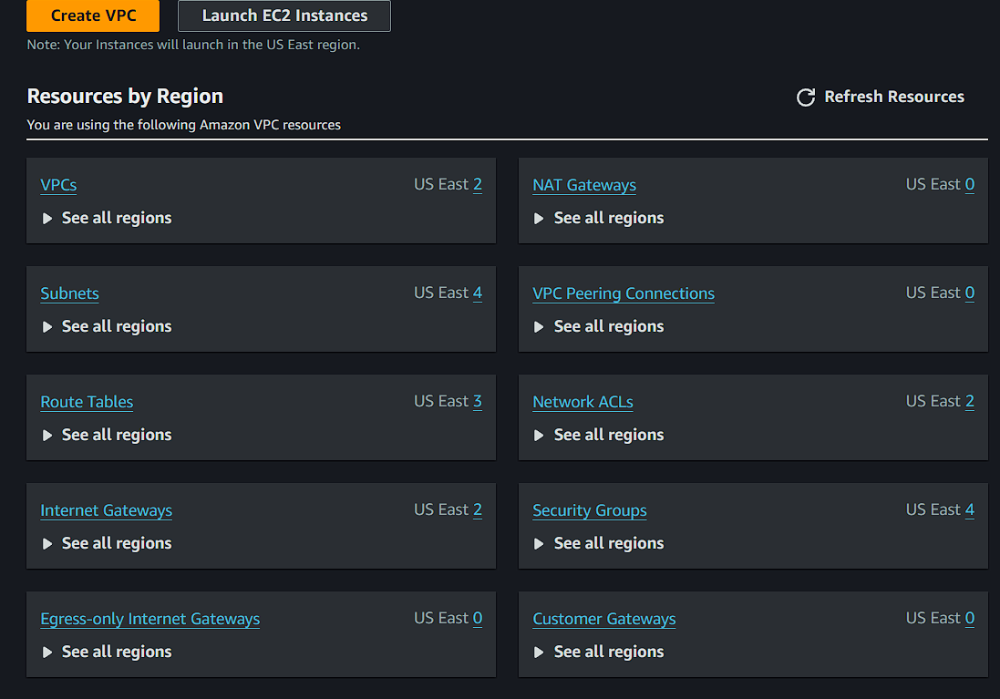 Create VPC
Launch EC2 Instances
Note: Your Instances will launch in the US East region.
Resources by Region
Refresh Resources
You are using the following Amazon VPC resources
VPCs US East 2
See all regions
NAT Gateways US East 0
See all regions
Subnets US East 4
See all regions
VPC Peering Connections US East 0
See all regions
Route Tables US East 3
See all regions
Network ACLs US East 2
See all regions
Internet Gateways US East 2
See all regions
Security Groups US East 4
See all regions
Egress-only Internet Gateways US East 0
See all regions
Customer Gateways US East 0
See all regions